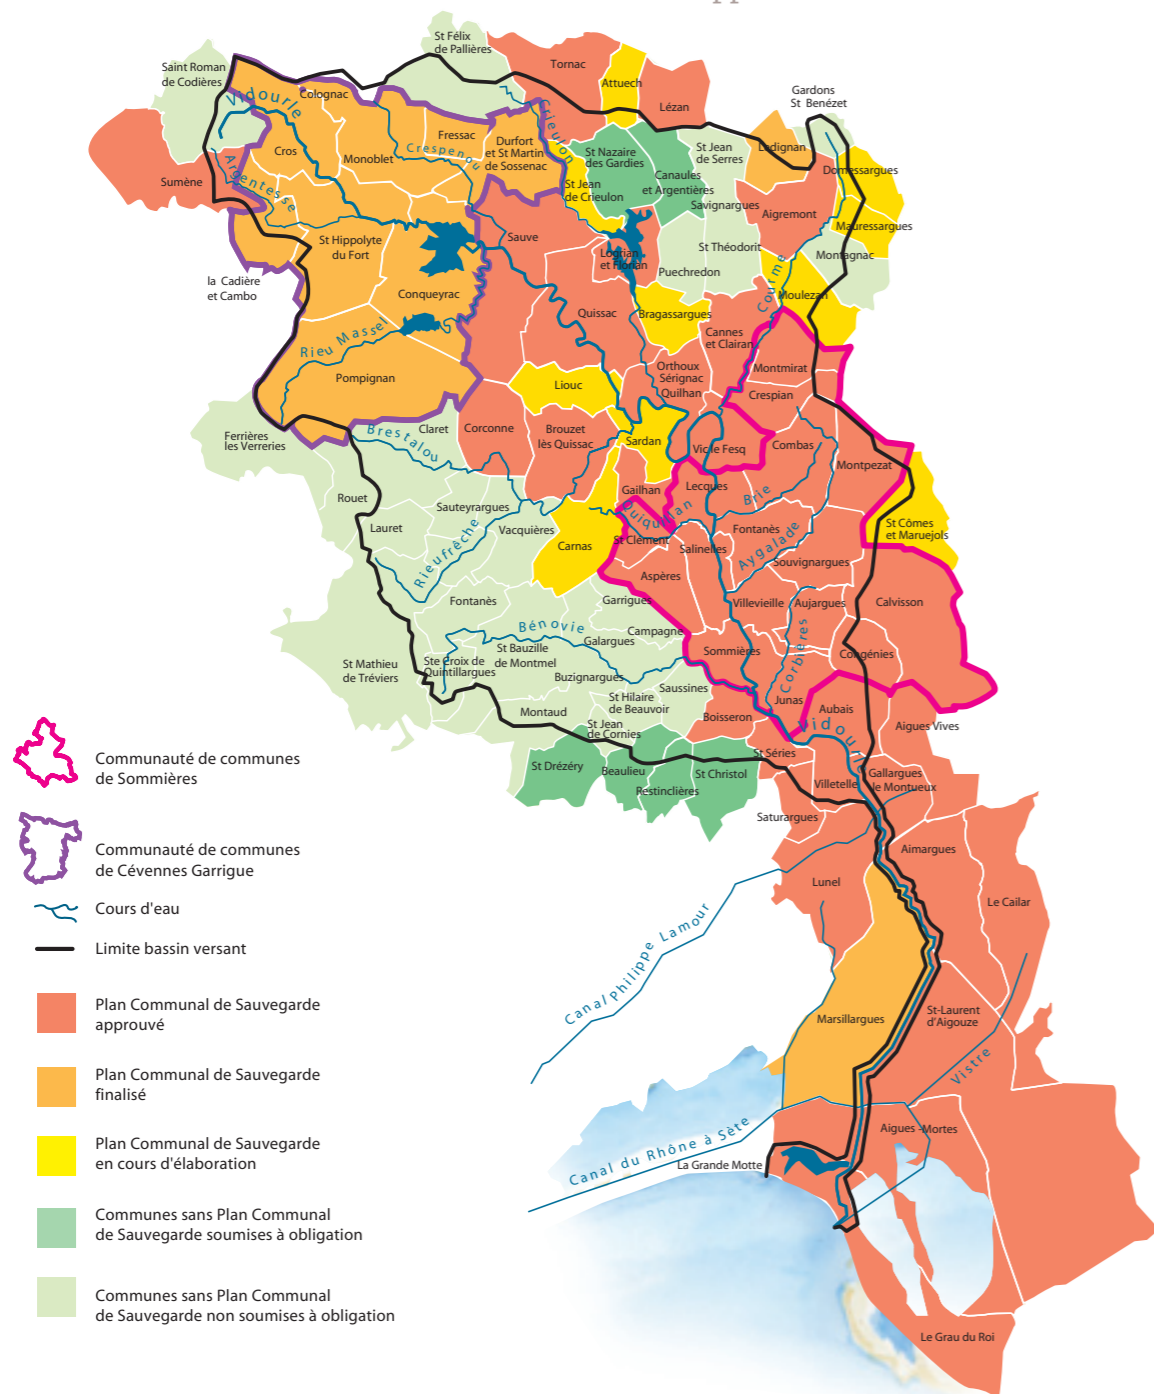 St Félix
de Pallières
Tornac
Attuech
Lézan
Saint Roman
de Codières
Gardons
St Benézet
Vidourle
Colognac
Crieulon
Fressac
Durfort
et St Martin
de Sossenac
St Nazaire
des Gardies
St Jean
de Serres
Lédignan
Domessargues
Cros
Monoblet
Crespenou
Argentesse
Sumène
St Jean
de Crieulon
Canaules
et Argentières
Savignargues
Aigremont
Mauressargues
St Hippolyte
du Fort
Sauve
Logrian
et Florian
St Théodorit
Montagnac
Puechredon
la Cadière
et Cambo
Conqueyrac
Courme
Moulezan
Quissac
Bragassargues
Cannes
et Clairan
Rieu Massel
Pompignan
Orthoux
Sérignac
Quilhan
Montmirat
Liouc
Crespian
Ferrières
les Verreries
Claret
Brestalou
Corconne
Brouzet
lès Quissac
Sardan
Vic le Fesq
Combas
Montpezat
Rouet
Gailhan
Lecques
Brie
Sauteyrargues
Quiquillan
Lauret
Vacquières
Rieufrèche
Carnas
St Clément
Salinelles
Fontanès
Aygalade
St Cômes
et Maruejols
Souvignargues
Aspères
Fontanès
Garrigues
Villevieille
Aujargues
Calvisson
Bénovie
Campagne
Galargues
Corbières
Sommières
Congénies
St Mathieu
de Tréviers
Ste Croix de
Quintillargues
St Bauzille
de Montmel
Buzignargues
Saussines
St Hilaire
de Beauvoir
Junas
Aubais
Montaud
Boisseron
Aigues Vives
St Jean
de Cornies
Vidourle
St Séries
St Drézéry
Beaulieu
St Christol
Restinclières
Villetelle
Gallargues
le Montueux
Saturargues
Aimargues
Lunel
Le Cailar
Canal Philippe Lamour
Marsillargues
St-Laurent
d'Aigouze
Vistre
Canal du Rhône à Sète
Aigues -Mortes
La Grande Motte
Le Grau du Roi
Communauté de communes
de Sommières
Communauté de communes
de Cévennes Garrigue
Cours d'eau
Limite bassin versant
Plan Communal de Sauvegarde
approuvé
Plan Communal de Sauvegarde
finalisé
Plan Communal de Sauvegarde
en cours d'élaboration
Communes sans Plan Communal
de Sauvegarde soumises à obligation
Communes sans Plan Communal
de Sauvegarde non soumises à obligation